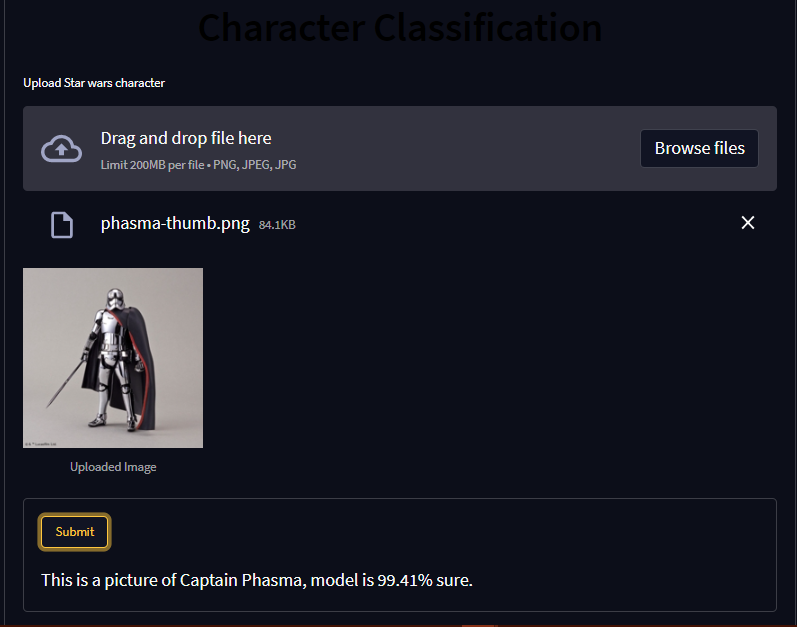 Character Classification
Upload Star wars character
Drag and drop file here
Limit 200MB per file • PNG, JPEG, JPG
Browse files
phasma-thumb.png 84.1KB
Uploaded Image
Submit
This is a picture of Captain Phasma, model is 99.41% sure.